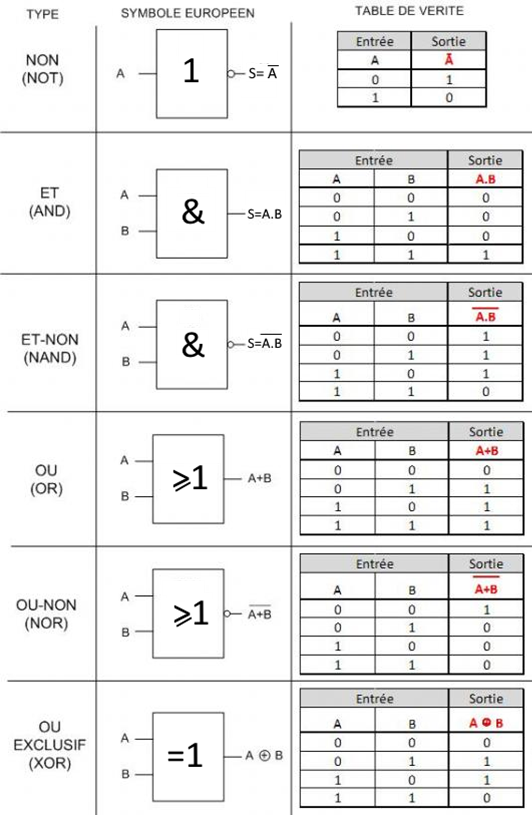 TYPE SYMBOLE EUROPEEN TABLE DE VERITE
NON
(NOT)
A 1 S= A̅
Entrée Sortie
A A̅
0 1
1 0
ET
(AND)
A
B
& S=A.B
Entrée Sortie
A B A.B
0 0 0
0 1 0
1 0 0
1 1 1
ET-NON
(NAND)
A
B
& S=A̅.̅B̅
Entrée Sortie
A B A̅.̅B̅
0 0 1
0 1 1
1 0 1
1 1 0
OU
(OR)
A
B
⩾1 A+B
Entrée Sortie
A B A+B
0 0 0
0 1 1
1 0 1
1 1 1
OU-NON
(NOR)
A
B
⩾1 A̅+̅B̅
Entrée Sortie
A B A̅+̅B̅
0 0 1
0 1 0
1 0 0
1 1 0
OU
EXCLUSIF
(XOR)
A
B
=1 A ⊕ B
Entrée Sortie
A B A ⊕ B
0 0 0
0 1 1
1 0 1
1 1 0